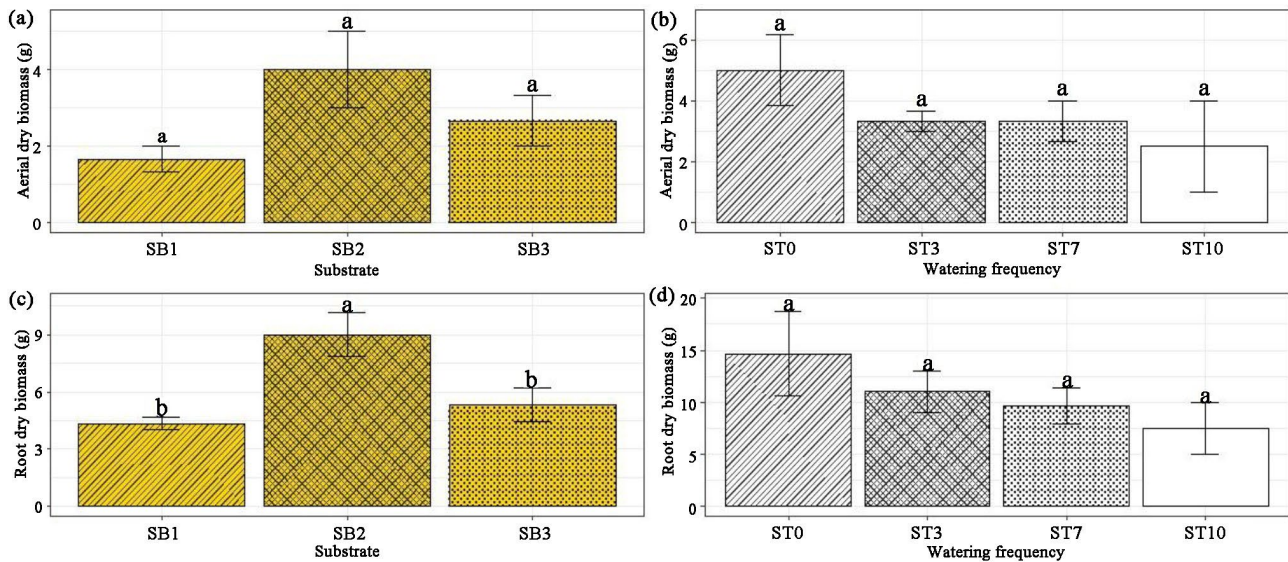 (a)
Aerial dry biomass (g)
4
2
0
a
a
a
SB1 SB2 SB3
Substrate
(b)
Aerial dry biomass (g)
6
4
2
0
a
a
a
a
ST0 ST3 ST7 ST10
Watering frequency
(c)
Root dry biomass (g)
9
6
3
0
b
a
b
SB1 SB2 SB3
Substrate
(d)
Root dry biomass (g)
20
15
10
5
0
a
a
a
a
ST0 ST3 ST7 ST10
Watering frequency